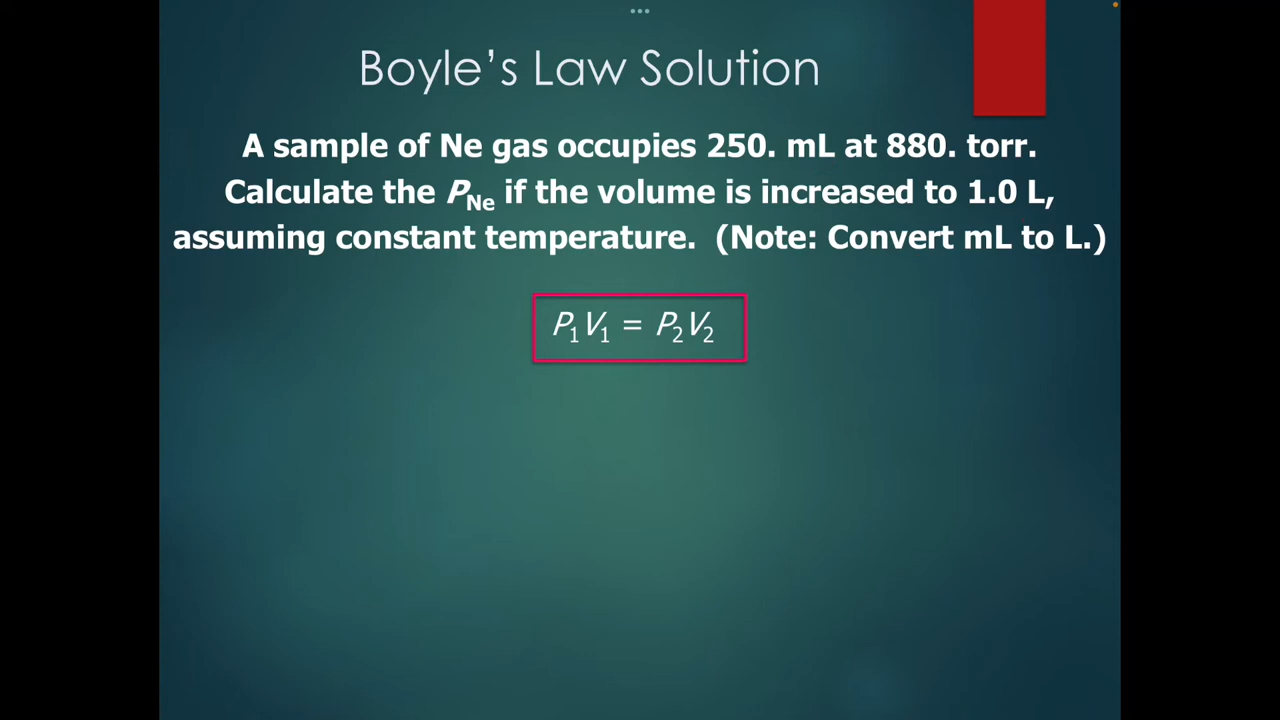 Boyle’s Law Solution
A sample of Ne gas occupies 250. mL at 880. torr.
Calculate the P₍Ne₎ if the volume is increased to 1.0 L,
assuming constant temperature. (Note: Convert mL to L.)
P₁V₁ = P₂V₂